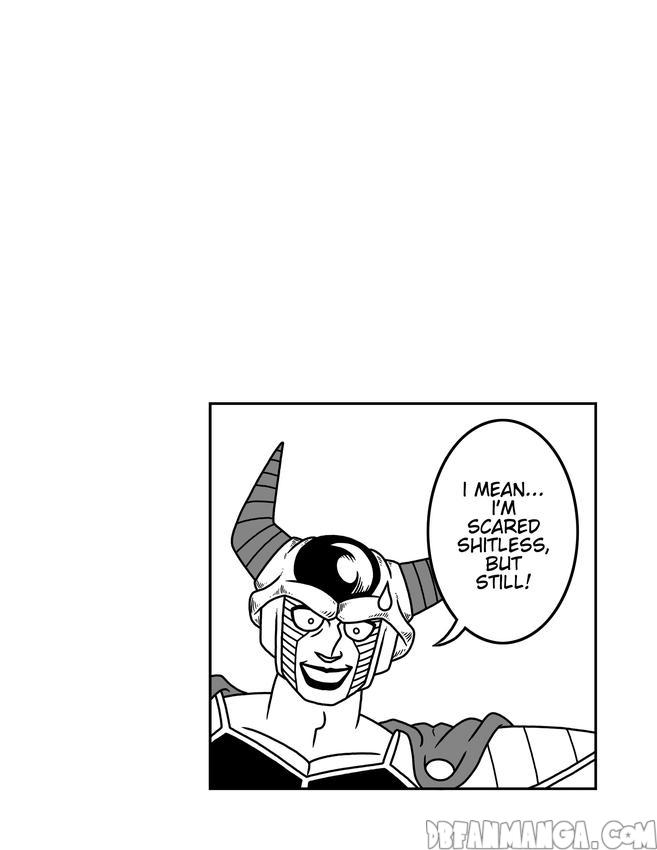 I MEAN...
I'M
SCARED
SHITLESS,
BUT
STILL!
DBFANMANGA.COM